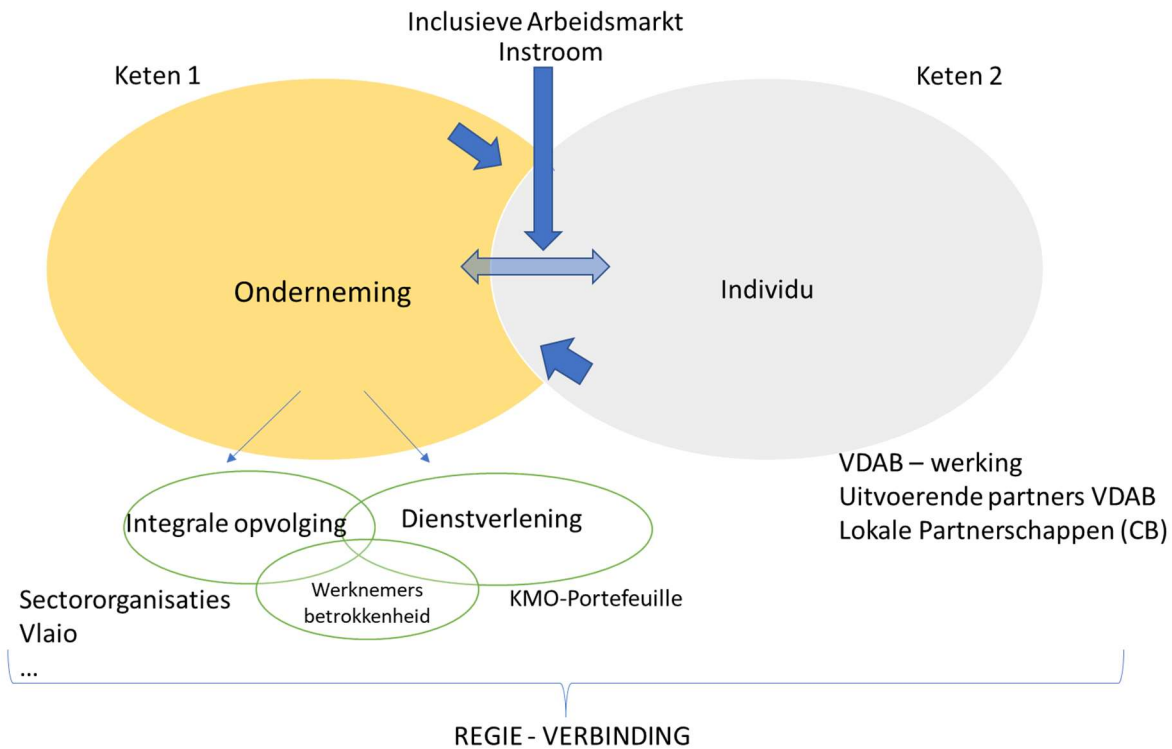 Inclusieve Arbeidsmarkt
Instroom
Keten 1
Keten 2
Onderneming
Individu
VDAB – werking
Uitvoerende partners VDAB
Lokale Partnerschappen (CB)
Integrale opvolging
Dienstverlening
Werknemers
betrokkenheid
Sectororganisaties
Vlaio
...
KMO-Portefeuille
REGIE - VERBINDING